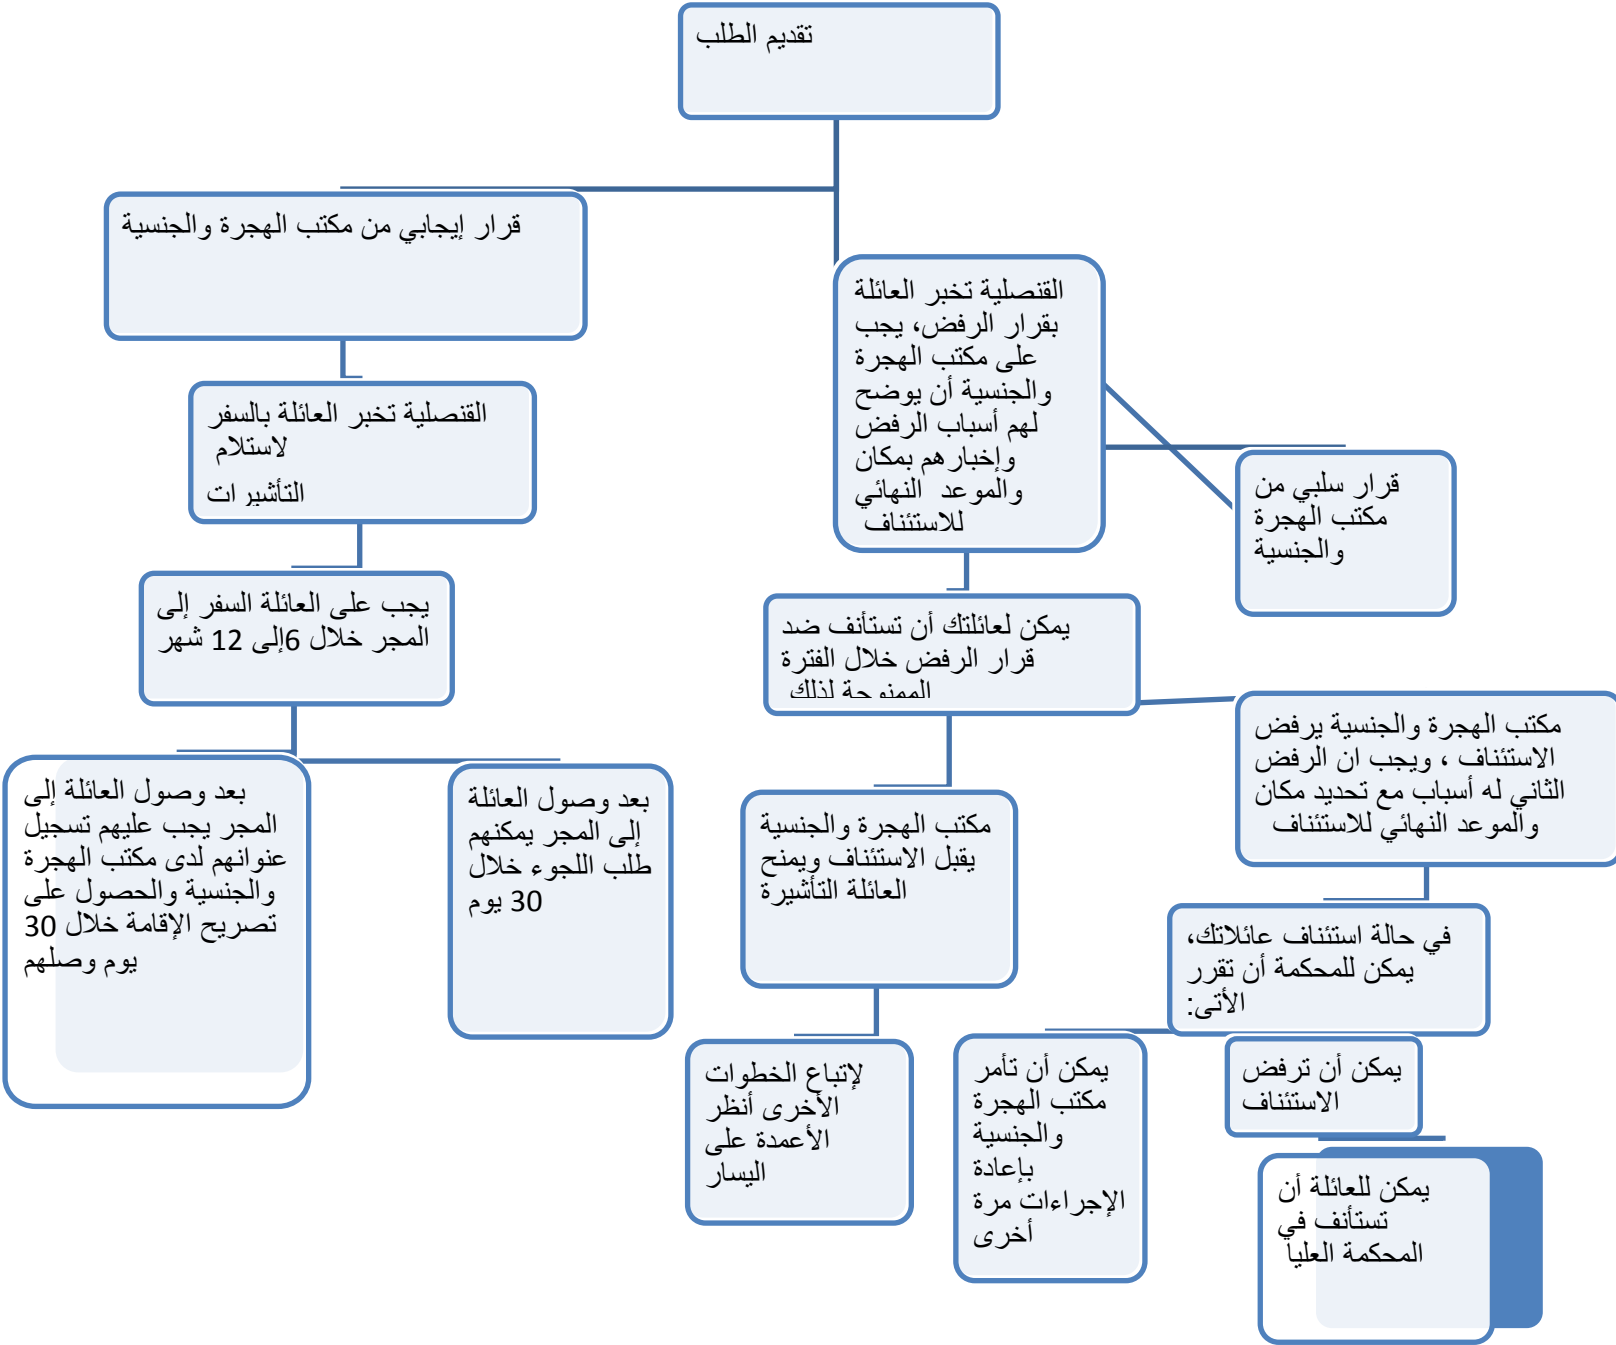 تقديم الطلب
قرار إيجابي من مكتب الهجرة والجنسية
القنصلية تخبر العائلة بالسفر
لاستلام
التأشيرات
يجب على العائلة السفر إلى
المجر خلال 6إلى 12 شهر
بعد وصول العائلة إلى
المجر يجب عليهم تسجيل
عنوانهم لدى مكتب الهجرة
والجنسية والحصول على
تصريح الإقامة خلال 30
يوم وصلهم
بعد وصول العائلة
إلى المجر يمكنهم
طلب اللجوء خلال
30 يوم
القنصلية تخبر العائلة
بقرار الرفض، يجب
على مكتب الهجرة
والجنسية أن يوضح
لهم أسباب الرفض
وإخبارهم بمكان
والموعد النهائي
للاستئناف
قرار سلبي من
مكتب الهجرة
والجنسية
يمكن لعائلتك أن تستأنف ضد
قرار الرفض خلال الفترة
الممنوحة لذلك
مكتب الهجرة والجنسية
يقبل الاستئناف ويمنح
العائلة التأشيرة
لإتباع الخطوات
الأخرى أنظر
الأعمدة على
اليسار
مكتب الهجرة والجنسية يرفض
الاستئناف ، ويجب ان الرفض
الثاني له أسباب مع تحديد مكان
والموعد النهائي للاستئناف
في حالة استئناف عائلاتك،
يمكن للمحكمة أن تقرر
الأتى:
يمكن أن تأمر
مكتب الهجرة
والجنسية
بإعادة
الإجراءات مرة
أخرى
يمكن أن ترفض
الاستئناف
يمكن للعائلة أن
تستأنف في
المحكمة العليا